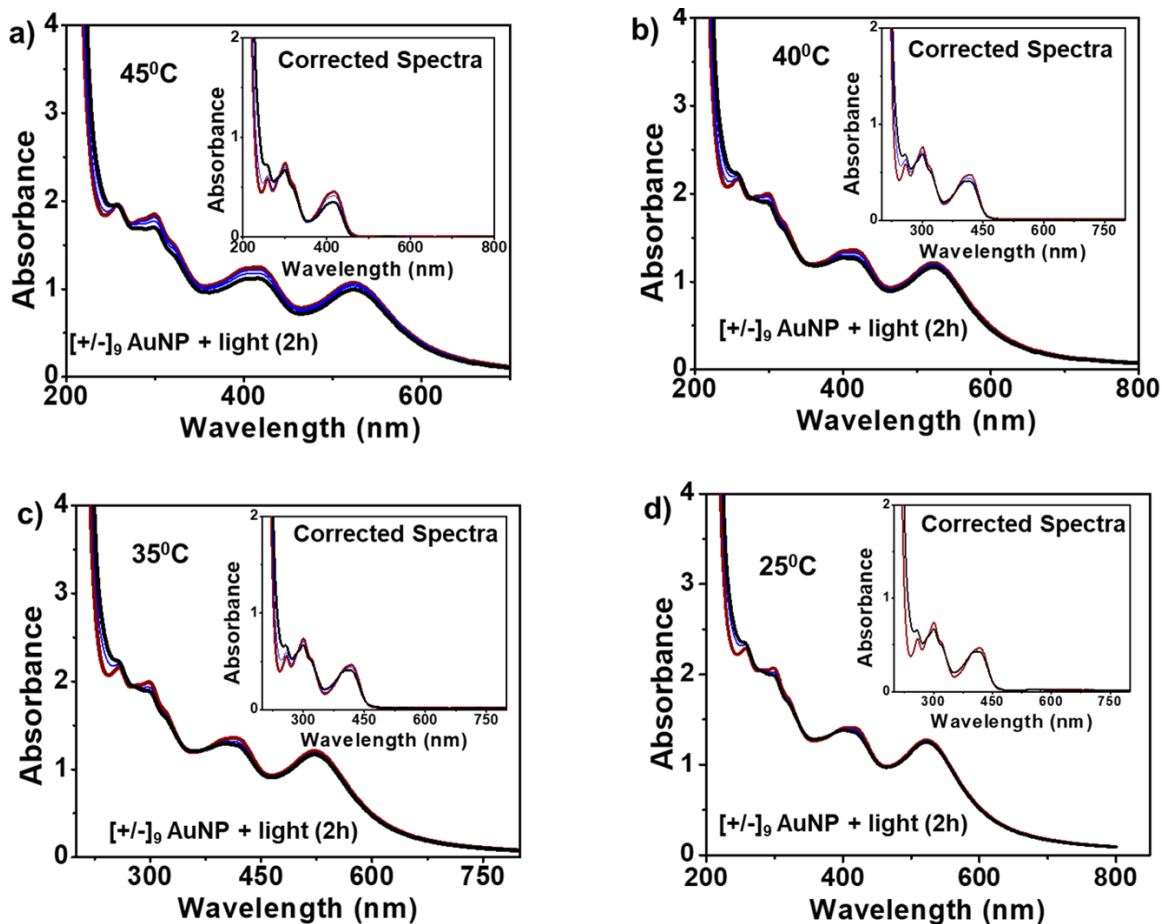 a)
45⁰C
Corrected Spectra
Absorbance
2
1
0
200 400 600 800
Wavelength (nm)
[+/-]₉ AuNP + light (2h)
Absorbance
4
3
2
1
0
200 400 600
Wavelength (nm)
b)
40⁰C
Corrected Spectra
Absorbance
2
1
0
300 450 600 750
Wavelength (nm)
[+/-]₉ AuNP + light (2h)
Absorbance
4
3
2
1
0
200 400 600 800
Wavelength (nm)
c)
35⁰C
Corrected Spectra
Absorbance
2
1
0
300 450 600 750
Wavelength (nm)
[+/-]₉ AuNP + light (2h)
Absorbance
4
3
2
1
0
300 450 600 750
Wavelength (nm)
d)
25⁰C
Corrected Spectra
Absorbance
2
1
0
300 450 600 750
Wavelength (nm)
[+/-]₉ AuNP + light (2h)
Absorbance
4
3
2
1
0
200 400 600 800
Wavelength (nm)